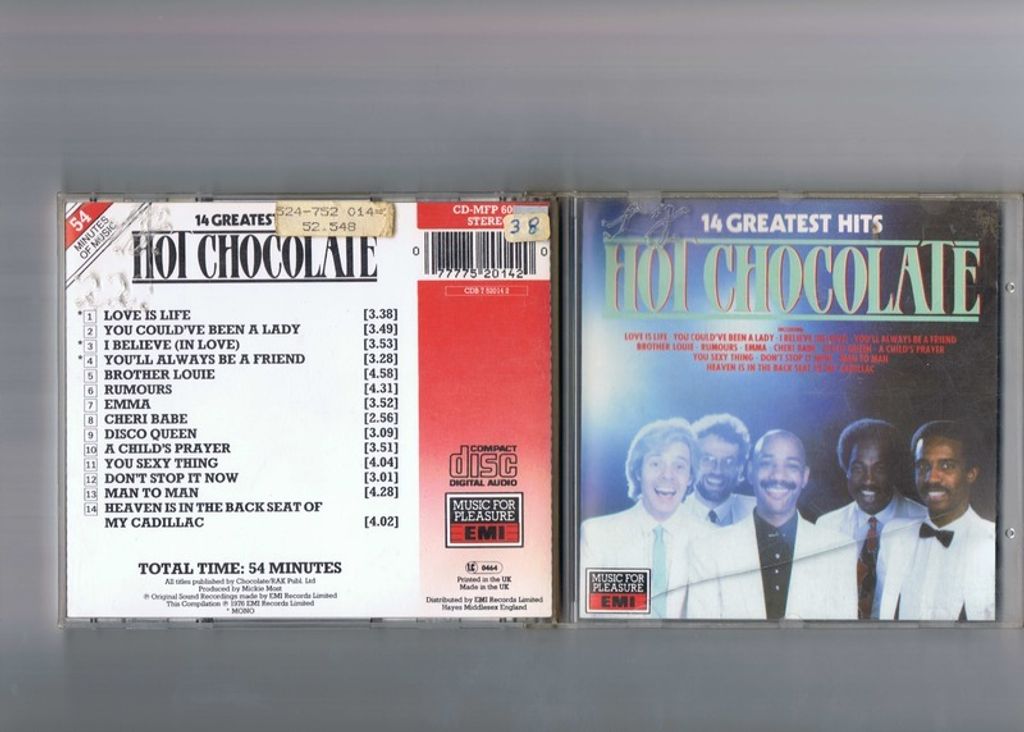 54
MINUTES
OF MUSIC
14 GREATEST
524-752 014
52.548
HOT CHOCOLATE
* 1 LOVE IS LIFE [3.38]
2 YOU COULD'VE BEEN A LADY [3.49]
* 3 I BELIEVE (IN LOVE) [3.53]
* 4 YOU'LL ALWAYS BE A FRIEND [3.28]
5 BROTHER LOUIE [4.58]
6 RUMOURS [4.31]
7 EMMA [3.52]
8 CHERI BABE [2.56]
9 DISCO QUEEN [3.09]
10 A CHILD'S PRAYER [3.51]
11 YOU SEXY THING [4.04]
12 DON'T STOP IT NOW [3.01]
13 MAN TO MAN [4.28]
14 HEAVEN IS IN THE BACK SEAT OF
MY CADILLAC [4.02]
TOTAL TIME: 54 MINUTES
All titles published by Chocolate/RAK Publ. Ltd
Produced by Mickie Most
℗ Original Sound Recordings made by EMI Records Limited
This Compilation ℗ 1976 EMI Records Limited
* MONO
CD-MFP
STEREO
38
0 77775 20142 0
CDB 7 52014 2
COMPACT
disc
DIGITAL AUDIO
MUSIC FOR
PLEASURE
EMI
LC 0464
Printed in the UK
Made in the UK
Distributed by EMI Records Limited
Hayes Middlesex England
14 GREATEST HITS
HOT CHOCOLATE
INCLUDING
LOVE IS LIFE · YOU COULD'VE BEEN A LADY · I BELIEVE · YOU'LL ALWAYS BE A FRIEND
BROTHER LOUIE · RUMOURS · EMMA · CHERI BABE · QUEEN · A CHILD'S PRAYER
YOU SEXY THING · DON'T STOP IT NOW · MAN TO MAN
HEAVEN IS IN THE BACK SEAT OF MY CADILLAC
MUSIC FOR
PLEASURE
EMI